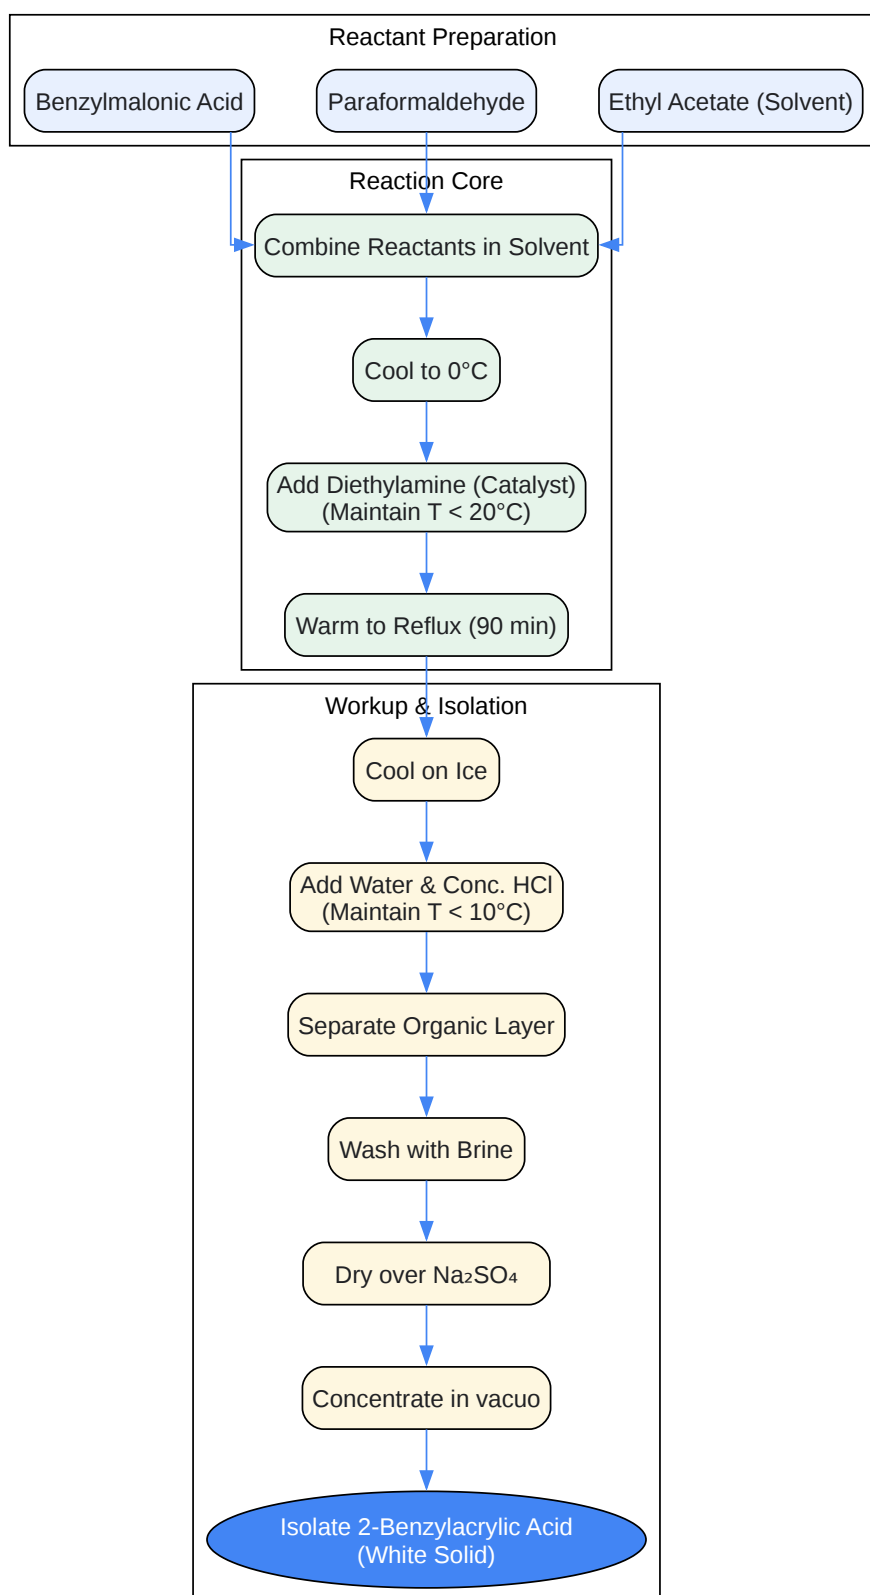 Reactant Preparation
Benzylmalonic Acid
Paraformaldehyde
Ethyl Acetate (Solvent)
Reaction Core
Combine Reactants in Solvent
Cool to 0°C
Add Diethylamine (Catalyst)
(Maintain T < 20°C)
Warm to Reflux (90 min)
Workup & Isolation
Cool on Ice
Add Water & Conc. HCl
(Maintain T < 10°C)
Separate Organic Layer
Wash with Brine
Dry over Na₂SO₄
Concentrate in vacuo
Isolate 2-Benzylacrylic Acid
(White Solid)